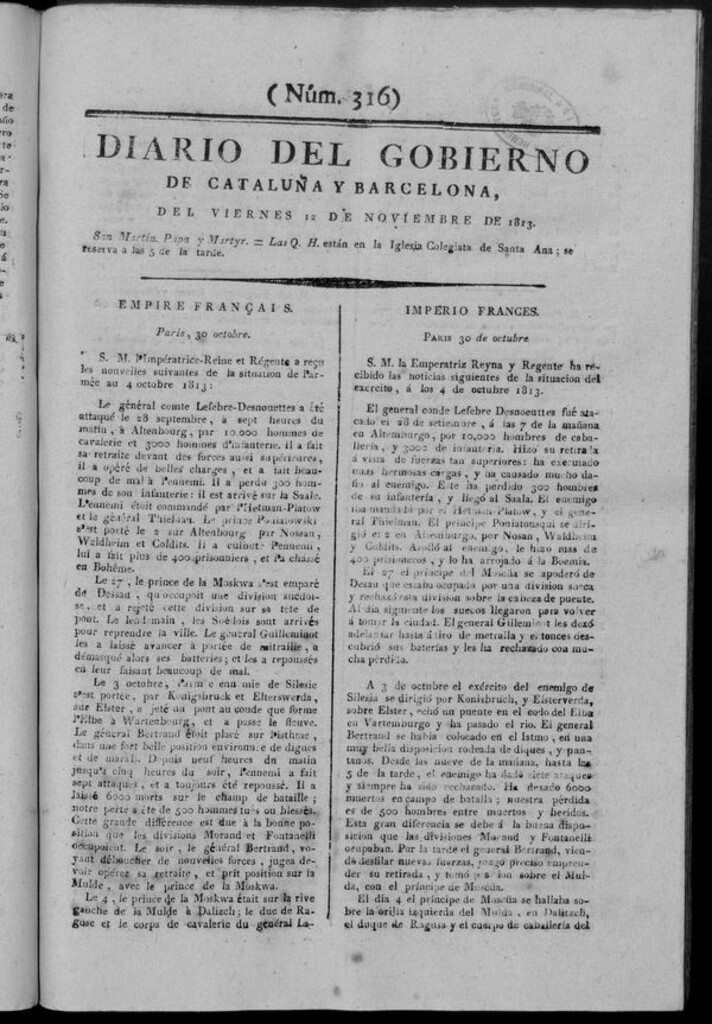 (Núm. 316)
DIARIO DEL GOBIERNO
DE CATALUÑA Y BARCELONA,
DEL VIERNES 12 DE NOVIEMBRE DE 1813.
San Martin, Papa y Martyr. = Las Q. H. están en la Iglesia Colegiata de Santa Ana; se
reserva a las 5 de la tarde.
EMPIRE FRANÇAIS.
Paris, 30 octobre.
S. M. l'Impératrice-Reine et Régente a reçu
les nouvelles suivantes de la situation de l'ar-
mée au 4 octobre 1813:
Le général comte Lefebre-Desnouettes a été
attaqué le 28 septembre, à sept heures du
matin, à Altenbourg, par 10.000 hommes de
cavalerie et 3000 hommes d'infanterie. Il a fait
sa retraite devant des forces aussi supérieures,
il a opéré de belles charges, et a fait beau-
coup de mal à l'ennemi. Il a perdu 300 hom-
mes de son infanterie: il est arrivé sur la Saale.
L'ennemi étoit commandé par l'Hetman-Platow
et le général Thielman. Le prince Poniatowski
s'est porté le 2 sur Altenbourg par Nossan,
Waldheim et Colditz. Il a culbuté l'ennemi,
lui a fait plus de 400 prisonniers, et l'a chassé
en Bohême.
Le 27, le prince de la Moskwa s'est emparé
de Dessau, qu'occupoit une division suédoi-
se, et a rejeté cette division sur sa tête de
pont. Le lendemain, les Suédois sont arrivés
pour reprendre la ville. Le général Guilleminot
les a laissé avancer à portée de mitraille, a
démasqué alors ses batteries; et les a repoussés
en leur faisant beaucoup de mal.
Le 3 octobre, l'arm e enn mie de Silesie
s'est portée, par Konigsbruck et Elterswerda,
sur Elster, a jeté un pont au coude que forme
l'Elbe à Wartenbourg, et a passé le fleuve.
Le général Bertrand étoit placé sur l'isthme,
dans une fort belle position environnée de digues
et de marais. Depuis neuf heures du matin
jusqu'à cinq heures du soir, l'ennemi a fait
sept attaques, et a toujours été repoussé. Il a
laissé 6000 morts sur le champ de bataille;
notre perte a été de 500 hommes tués ou blessés.
Cette grande différence est due à la bonne po-
sition que les divisions Morand et Fontanelli
occupoient. Le soir, le général Bertrand, vo-
yant déboucher de nouvelles forces, jugea de-
voir opérer sa retraite, et prit position sur la
Mulde, avec le prince de la Moskwa.
Le 4, le prince de la Moskwa était sur la rive
gauche de la Mulde à Dalitzch; le duc de Ra-
guse et le corps de cavalerie du général La-
IMPERIO FRANCES.
PARIS 30 de octubre
S. M. la Emperatriz Reyna y Regente ha re-
cibido las noticias siguientes de la situacion del
exército, á los 4 de octubre 1813.
El general conde Lefebre Desnoeuttes fué ata-
cado el 28 de setiembre, á las 7 de la mañana
en Altemburgo, por 10,000 hombres de caba-
llería, y 3000 de infantería. Hizo su retirada
á vista de fuerzas tan superiores: ha executado
unas hermosas cargas, y ha causado mucho da-
ño al enemigo. Este ha perdido 300 hombres
de su infantería, y llegó al Saala. El enemigo
iba mandado por el Hetman-Platow, y el gene-
ral Thielman. El príncipe Poniatonsqui se diri-
gió el 2 en Altemburgo, por Nosan, Waldheim
y Colditz. Arrolló al enemigo, le hizo mas de
400 prisioneros, y lo ha arrojado á la Boemia.
El 27 el príncipe del Moscúa se apoderó de
Desau que estaba ocupado por una division sueca
y rechazó esta division sobre la cabeza de puente.
Al dia siguiente los suecos llegaron para volver
á tomar la ciudad. El general Gilleminot les dexó
adelantar hasta á tiro de metralla y entonces des-
cubrió sus baterías y les ha rechazado con mu-
cha pérdida.
A 3 de octubre el exército del enemigo de
Silesia se dirigió por Konisbruch, y Elsterverda,
sobre Elster, echó un puente en el codo del Elba
en Vartemburgo y ha pasado el rio. El general
Bertrand se habia colocado en el Istmo, en una
muy bella disposicion rodeada de diques, y pan-
tanos. Desde las nueve de la mañana, hasta las
5 de la tarde, el enemigo ha dado siete ataques
y siempre ha sido rechazado. Ha dexado 6000
muertos en campo de batalla; nuestra pérdida
es de 500 hombres entre muertos y heridos.
Esta gran diferencia se debe á la buena dispo-
sicion que las divisiones Morand y Fontanelli
ocupaban. Por la tarde el general Bertrand, vien-
do desfilar nuevas fuerzas, juzgó preciso empren-
der su retirada, y tomó posicion sobre el Mul-
da, con el príncipe de Moscúa.
El dia 4 el príncipe de Moscúa se hallaba so-
bre la orilla izquierda del Mulda, en Dalitzch,
el duque de Ragusa y el cuerpo de caballería del